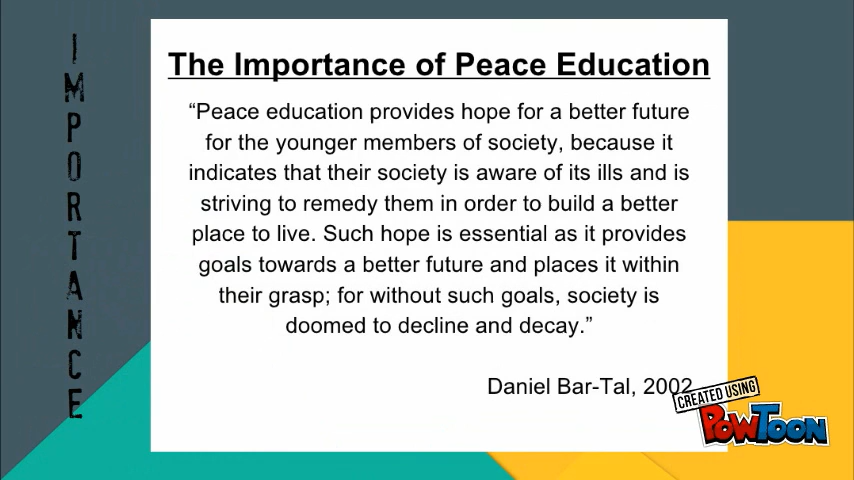 IMPORTANCE
The Importance of Peace Education
“Peace education provides hope for a better future
for the younger members of society, because it
indicates that their society is aware of its ills and is
striving to remedy them in order to build a better
place to live. Such hope is essential as it provides
goals towards a better future and places it within
their grasp; for without such goals, society is
doomed to decline and decay.”
Daniel Bar-Tal, 2002
CREATED USING
POWTOON